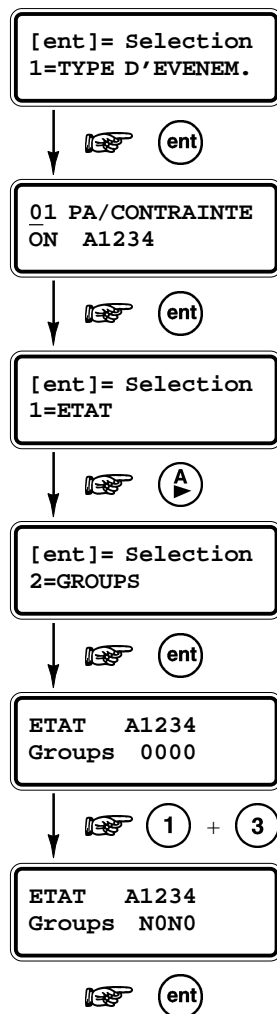 [ent]= Selection
1=TYPE D'EVENEM.
ent
01 PA/CONTRAINTE
ON A1234
ent
[ent]= Selection
1=ETAT
A
[ent]= Selection
2=GROUPS
ent
ETAT A1234
Groups 0000
1 + 3
ETAT A1234
Groups N0N0
ent